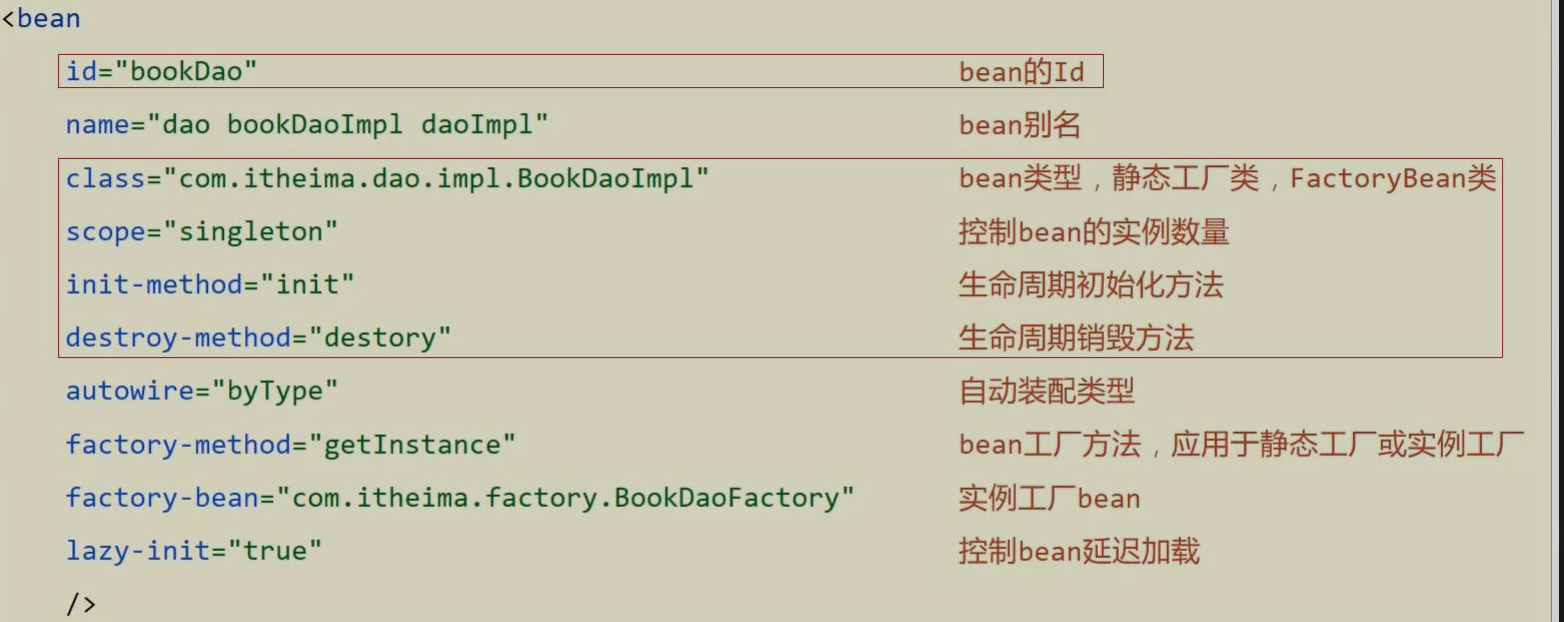 <bean
id="bookDao" bean的Id
name="dao bookDaoImpl daoImpl" bean别名
class="com.itheima.dao.impl.BookDaoImpl" bean类型，静态工厂类，FactoryBean类
scope="singleton" 控制bean的实例数量
init-method="init" 生命周期初始化方法
destroy-method="destory" 生命周期销毁方法
autowire="byType" 自动装配类型
factory-method="getInstance" bean工厂方法，应用于静态工厂或实例工厂
factory-bean="com.itheima.factory.BookDaoFactory" 实例工厂bean
lazy-init="true" 控制bean延迟加载
/>